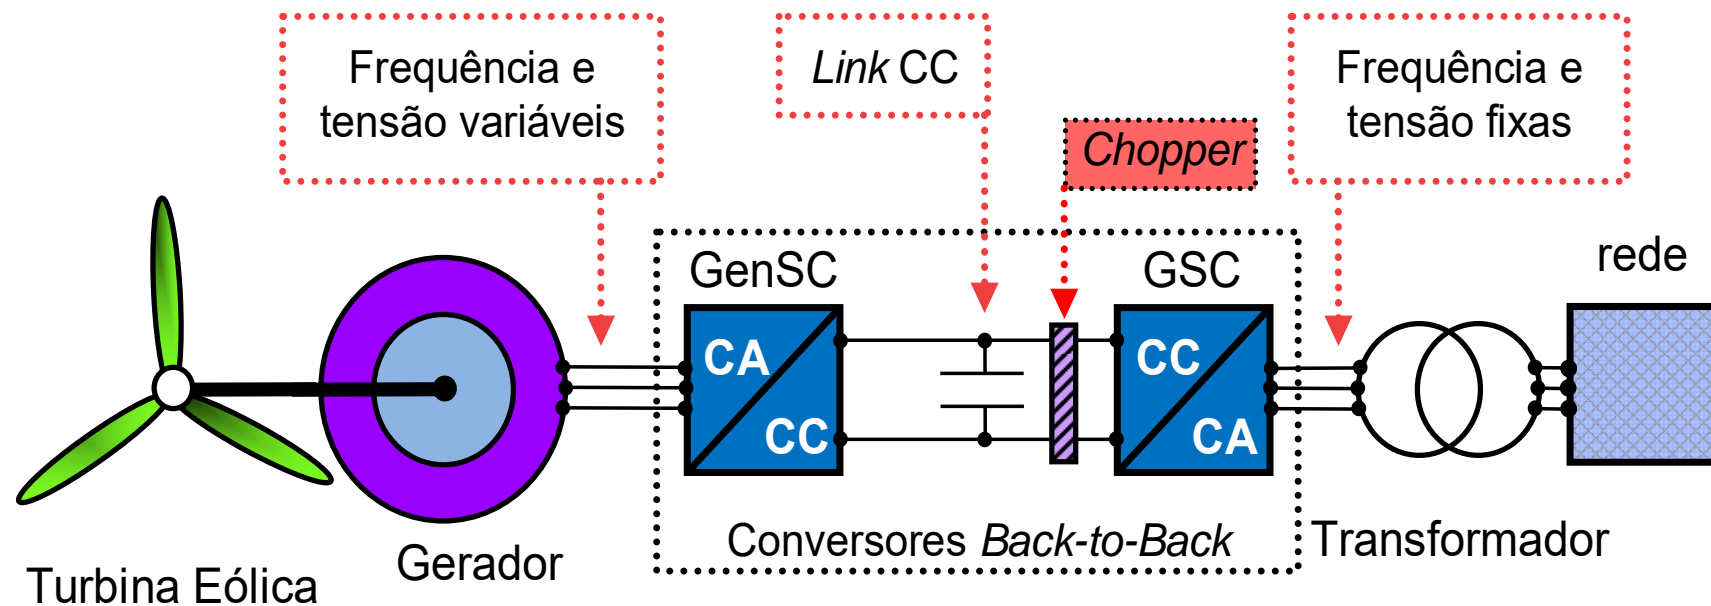 Frequência e
tensão variáveis
Link CC
Chopper
Frequência e
tensão fixas
GenSC
GSC
rede
CA
CC
CC
CA
Conversores Back-to-Back
Transformador
Gerador
Turbina Eólica